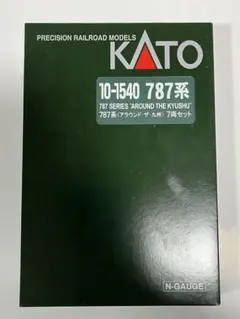 PRECISION RAILROAD MODELS
KATO
10-1540 787系
787 SERIES "AROUND THE KYUSHU"
787系〈アラウンド・ザ・九州〉7両セット
N-GAUGE